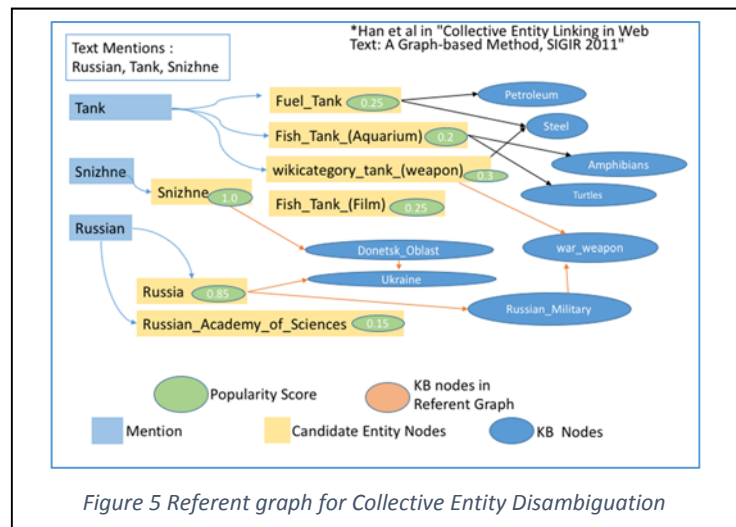 *Han et al in "Collective Entity Linking in Web
Text: A Graph-based Method, SIGIR 2011"
Text Mentions :
Russian, Tank, Snizhne
Tank
Fuel_Tank 0.25
Petroleum
Steel
Fish_Tank_(Aquarium) 0.2
Amphibians
Snizhne
wikicategory_tank_(weapon) 0.3
Snizhne 1.0
Turtles
Fish_Tank_(Film) 0.25
Russian
Donetsk_Oblast
war_weapon
Ukraine
Russia 0.85
Russian_Military
Russian_Academy_of_Sciences 0.15
Popularity Score
KB nodes in
Referent Graph
Mention
Candidate Entity Nodes
KB Nodes
Figure 5 Referent graph for Collective Entity Disambiguation